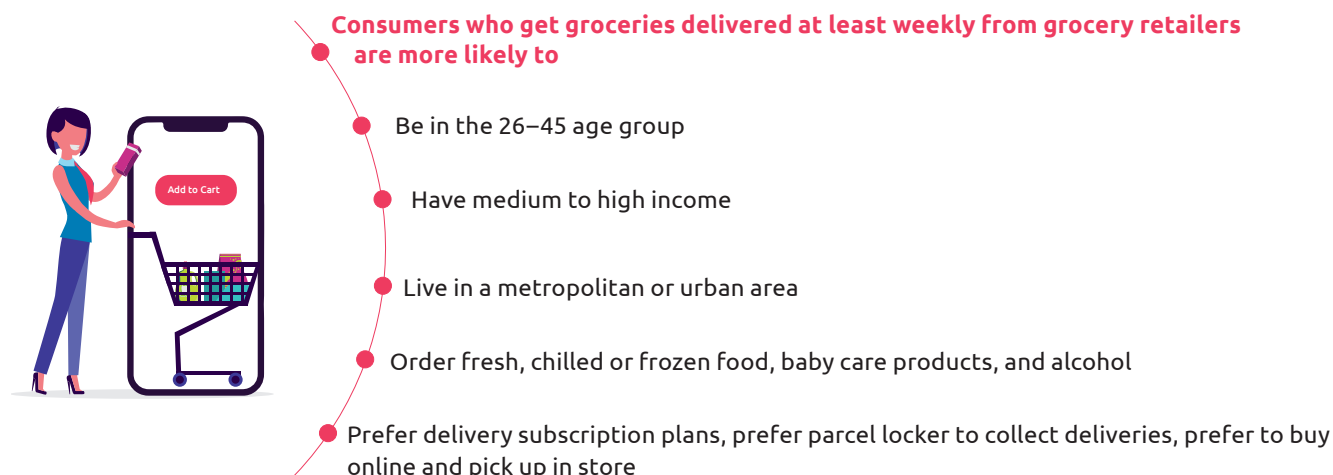 Consumers who get groceries delivered at least weekly from grocery retailers
are more likely to
Be in the 26–45 age group
Add to Cart
Have medium to high income
Live in a metropolitan or urban area
Order fresh, chilled or frozen food, baby care products, and alcohol
Prefer delivery subscription plans, prefer parcel locker to collect deliveries, prefer to buy
online and pick up in store